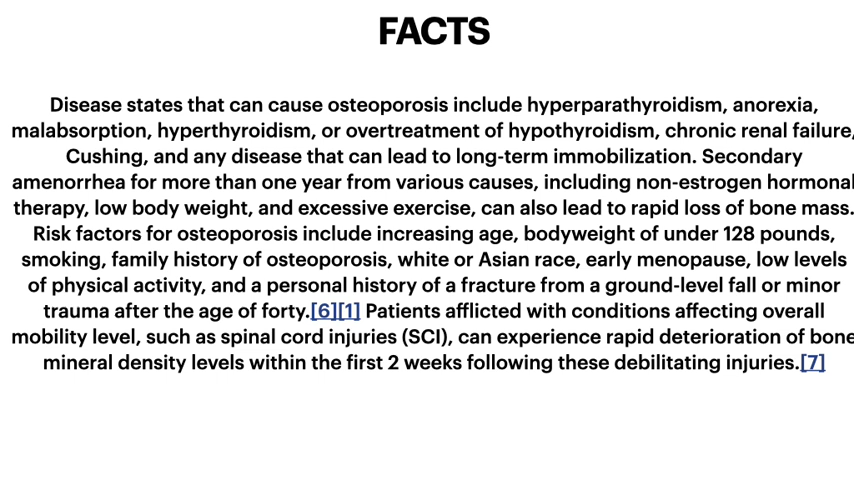 FACTS
Disease states that can cause osteoporosis include hyperparathyroidism, anorexia,
malabsorption, hyperthyroidism, or overtreatment of hypothyroidism, chronic renal failure,
Cushing, and any disease that can lead to long-term immobilization. Secondary
amenorrhea for more than one year from various causes, including non-estrogen hormonal
therapy, low body weight, and excessive exercise, can also lead to rapid loss of bone mass.
Risk factors for osteoporosis include increasing age, bodyweight of under 128 pounds,
smoking, family history of osteoporosis, white or Asian race, early menopause, low levels
of physical activity, and a personal history of a fracture from a ground-level fall or minor
trauma after the age of forty.[6][1] Patients afflicted with conditions affecting overall
mobility level, such as spinal cord injuries (SCI), can experience rapid deterioration of bone
mineral density levels within the first 2 weeks following these debilitating injuries.[7]